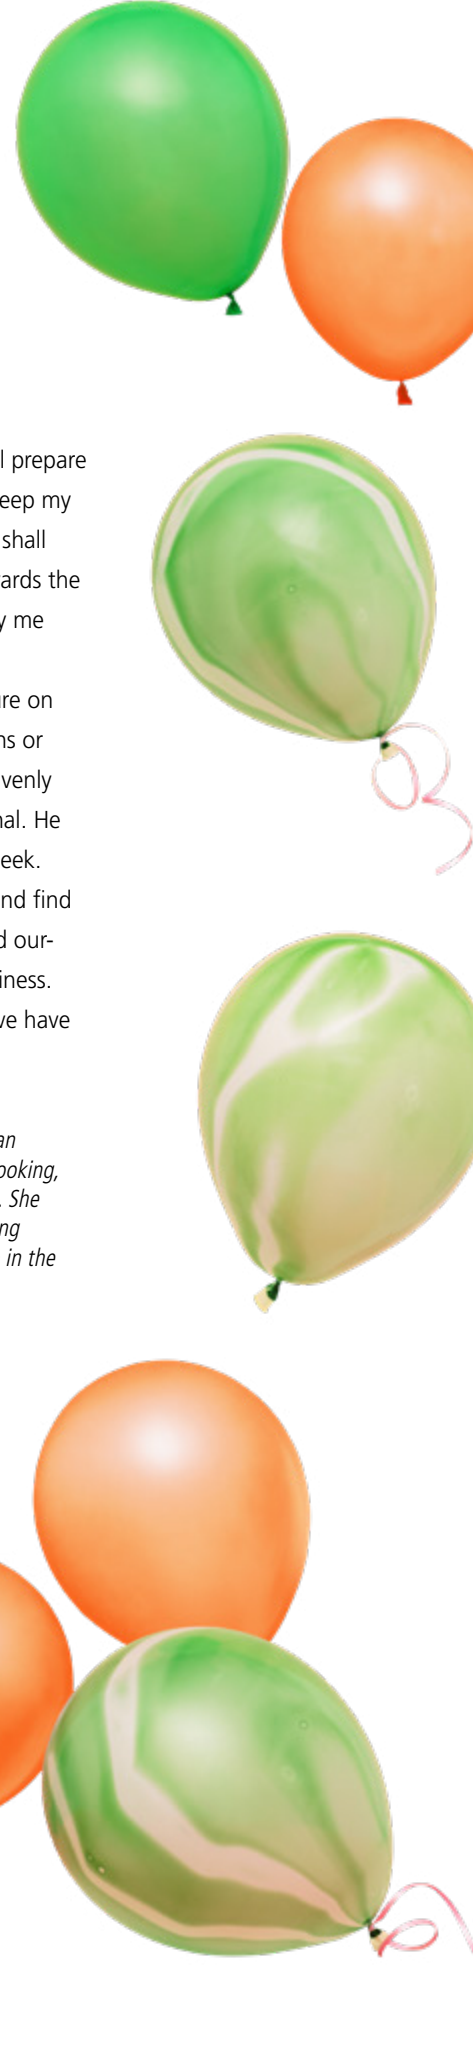 l prepare
eep my
shall
ards the
y me
re on
ns or
venly
nal. He
eek.
nd find
d our-
iness.
ve have
an
ooking,
. She
ng
in the